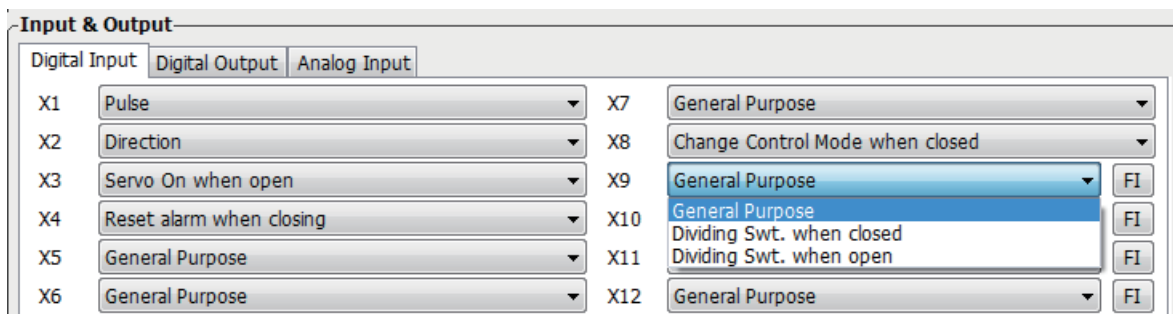 Input & Output
Digital Input Digital Output Analog Input
X1 Pulse X7 General Purpose
X2 Direction X8 Change Control Mode when closed
X3 Servo On when open X9 General Purpose FI
X4 Reset alarm when closing X10 General Purpose FI
Dividing Swt. when closed
X5 General Purpose X11 Dividing Swt. when open FI
X6 General Purpose X12 General Purpose FI